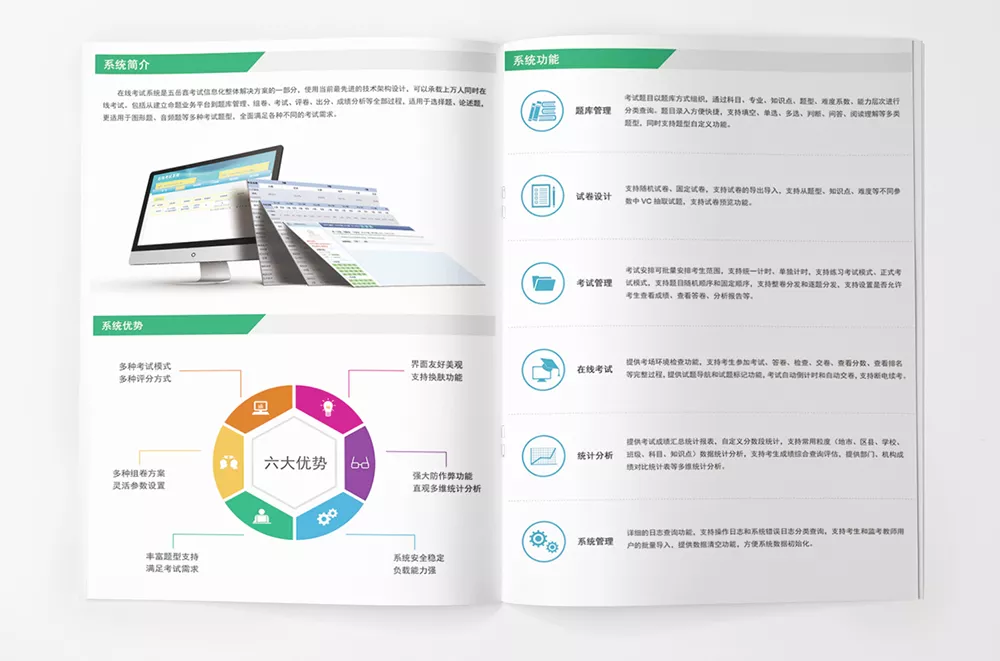 系统简介
在线考试系统是五岳鑫考试信息化整体解决方案的一部分，使用当前最先进的技术架构设计，可以承载上万人同时在
线考试。包括从建立命题业务平台到题库管理、组卷、考试、评卷、出分、成绩分析等全部过程，适用于选择题、论述题，
更适用于图形题、音频题等多种考试题型，全面满足各种不同的考试需求。
系统优势
多种考试模式
多种评分方式
界面友好美观
支持换肤功能
六大优势
多种组卷方案
灵活参数设置
强大防作弊功能
直观多维统计分析
丰富题型支持
满足考试需求
系统安全稳定
负载能力强
系统功能
题库管理
考试题目以题库方式组织，通过科目、专业、知识点、题型、难度系数、能力层次进行
分类查询。题目录入方便快捷，支持填空、单选、多选、判断、问答、阅读理解等多类
题型，同时支持题型自定义功能。
试卷设计
支持随机试卷、固定试卷，支持试卷的导出导入，支持从题型、知识点、难度等不同参
数中 VC 抽取试题，支持试卷预览功能。
考试管理
考试安排可批量安排考生范围，支持统一计时、单独计时，支持练习考试模式、正式考
试模式，支持题目随机顺序和固定顺序，支持整卷分发和逐题分发，支持设置是否允许
考生查看成绩、查看答卷、分析报告等。
在线考试
提供考场环境检查功能，支持考生参加考试、答卷、检查、交卷、查看分数、查看排名
等完整过程，提供试题导航和试题标记功能，考试自动倒计时和自动交卷，支持断电续考。
统计分析
提供考试成绩汇总统计报表，自定义分数段统计，支持常用粒度（地市、区县、学校、
班级、科目、知识点）数据统计分析，支持考生成绩综合查询评估，提供部门、机构成
绩对比统计表等多维统计分析。
系统管理
详细的日志查询功能，支持操作日志和系统错误日志分类查询，支持考生和监考教师用
户的批量导入，提供数据清空功能，方便系统数据初始化。